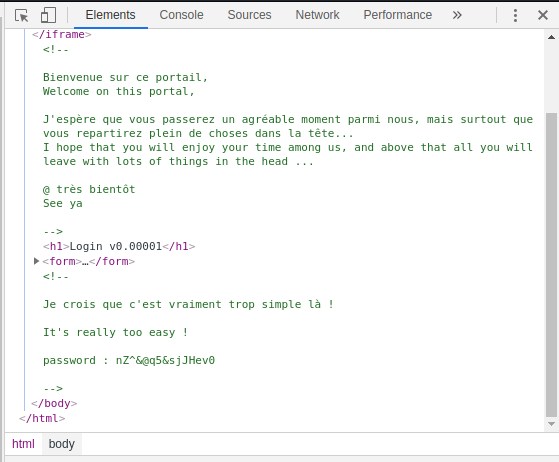 Elements Console Sources Network Performance »
</iframe>
<!--
Bienvenue sur ce portail,
Welcome on this portal,
J'espère que vous passerez un agréable moment parmi nous, mais surtout que
vous repartirez plein de choses dans la tête...
I hope that you will enjoy your time among us, and above that all you will
leave with lots of things in the head ...
@ très bientôt
See ya
-->
<h1>Login v0.00001</h1>
<form>…</form>
<!--
Je crois que c'est vraiment trop simple là !
It's really too easy !
password : nZ^&@q5&sjJHev0
-->
</body>
</html>
html body